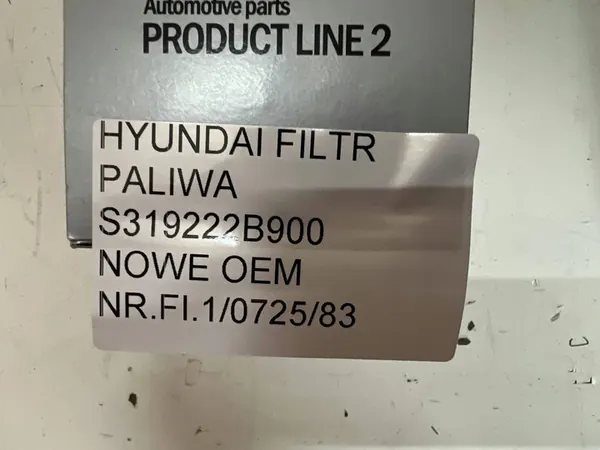 Automotive parts
PRODUCT LINE 2
HYUNDAI FILTR
PALIWA
S319222B900
NOWE OEM
NR.FI.1/0725/83